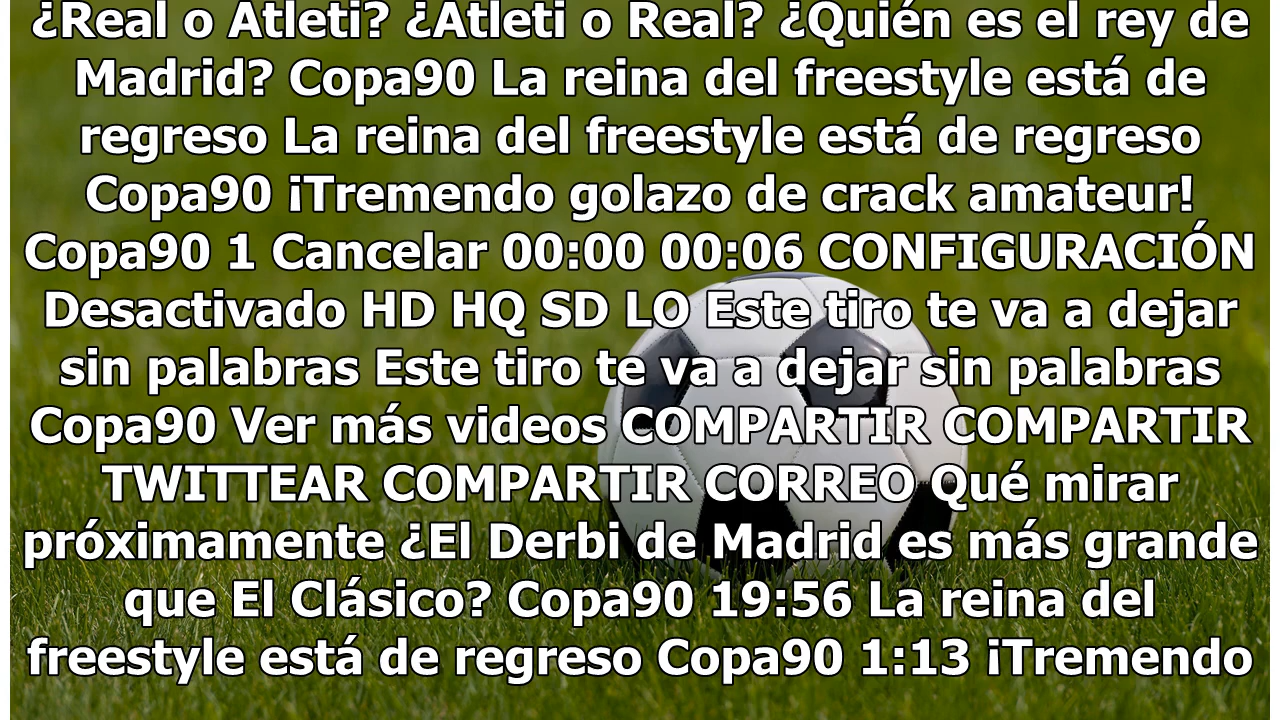 ¿Real o Atleti? ¿Atleti o Real? ¿Quién es el rey de
Madrid? Copa90 La reina del freestyle está de
regreso La reina del freestyle está de regreso
Copa90 ¡Tremendo golazo de crack amateur!
Copa90 1 Cancelar 00:00 00:06 CONFIGURACIÓN
Desactivado HD HQ SD LO Este tiro te va a dejar
sin palabras Este tiro te va a dejar sin palabras
Copa90 Ver más videos COMPARTIR COMPARTIR
TWITTEAR COMPARTIR CORREO Qué mirar
próximamente ¿El Derbi de Madrid es más grande
que El Clásico? Copa90 19:56 La reina del
freestyle está de regreso Copa90 1:13 ¡Tremendo